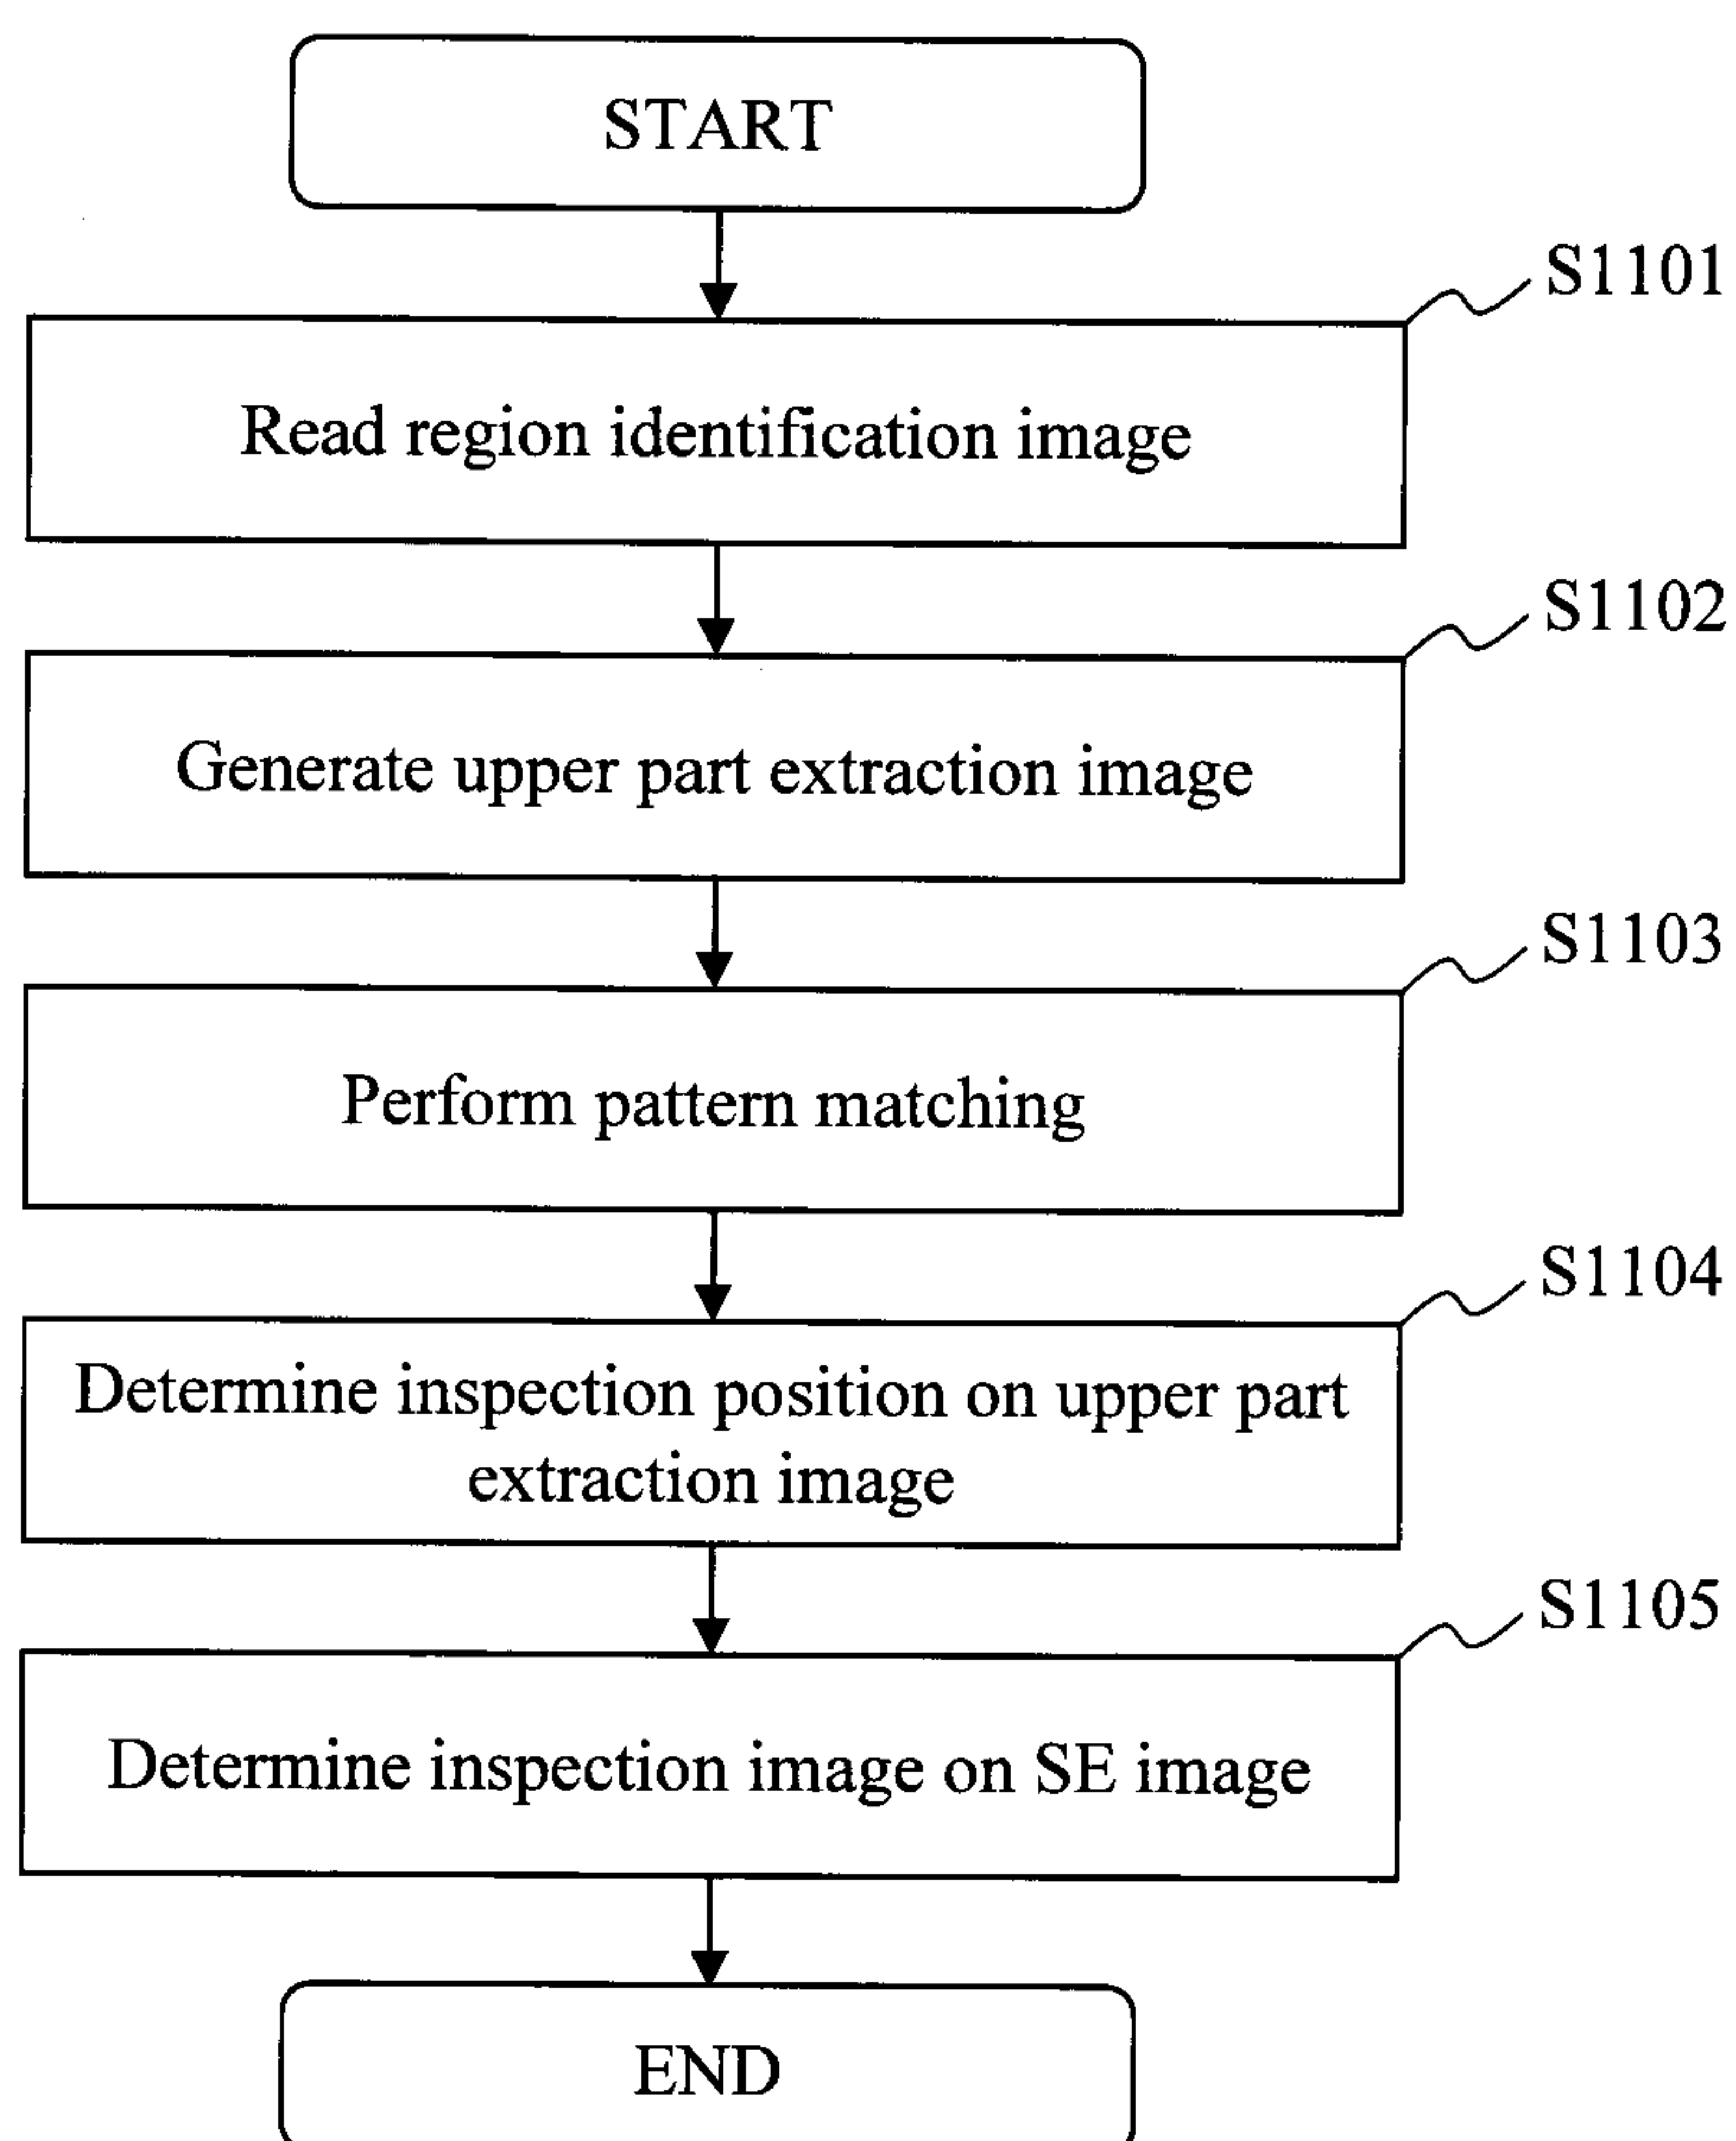 START
S1101
Read region identification image
S1102
Generate upper part extraction image
S1103
Perform pattern matching
S1104
Determine inspection position on upper part
extraction image
S1105
Determine inspection image on SE image
END